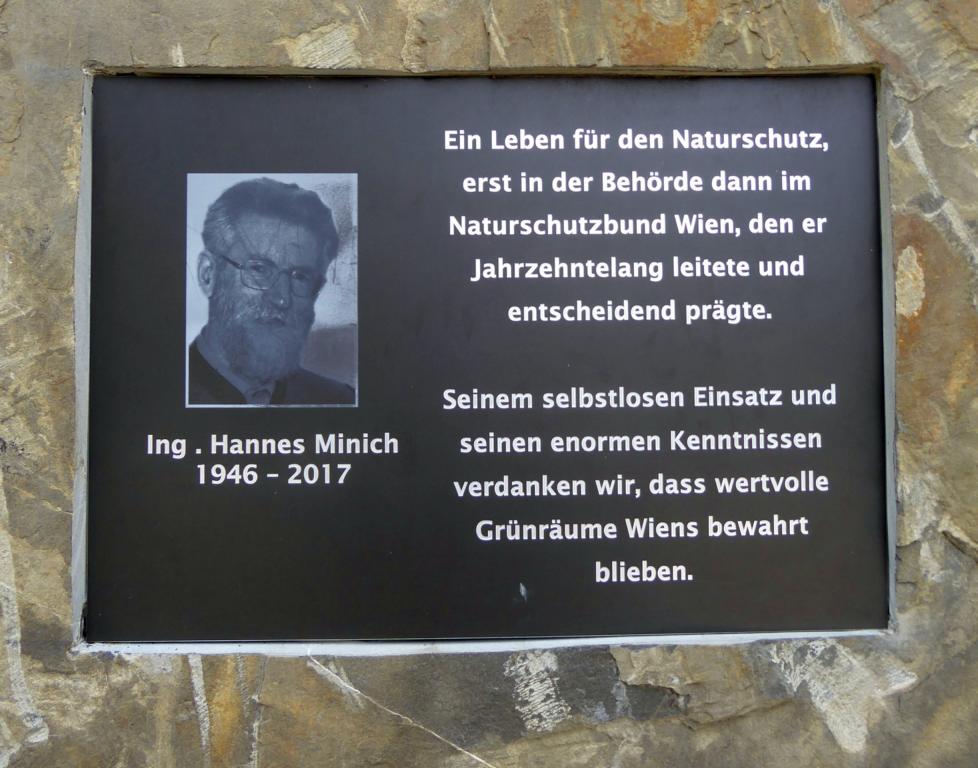 Ein Leben für den Naturschutz,
erst in der Behörde dann im
Naturschutzbund Wien, den er
Jahrzehntelang leitete und
entscheidend prägte.
Seinem selbstlosen Einsatz und
seinen enormen Kenntnissen
verdanken wir, dass wertvolle
Grünräume Wiens bewahrt
blieben.
Ing . Hannes Minich
1946 – 2017